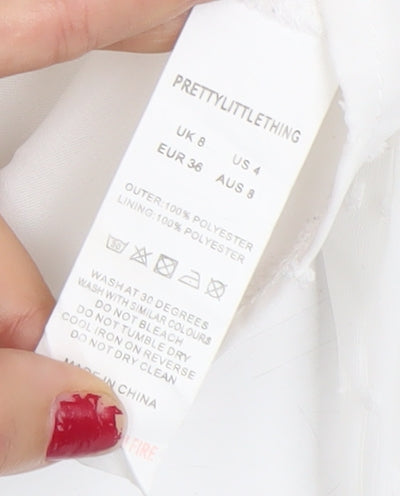 PRETTYLITTLETHING
UK 8 US 4
EUR 36 AUS 8
OUTER:100% POLYESTER
LINING:100% POLYESTER
30
WASH AT 30 DEGREES
WASH WITH SIMILAR COLOURS
DO NOT BLEACH
DO NOT TUMBLE DRY
COOL IRON ON REVERSE
DO NOT DRY CLEAN
MADE IN CHINA
FIRE